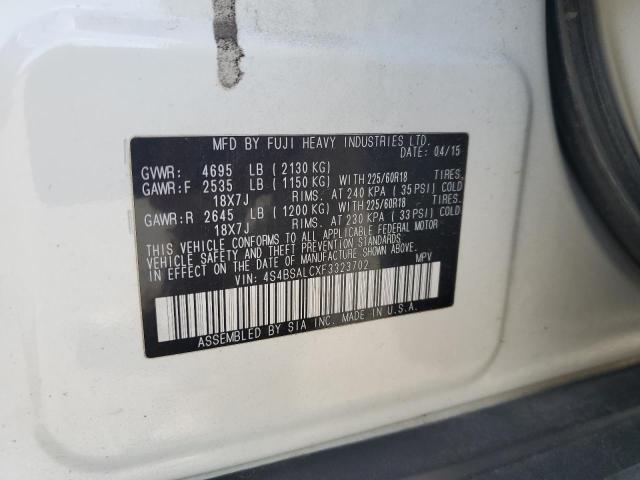 MFD BY FUJI HEAVY INDUSTRIES LTD.
DATE: 04/15
GVWR: 4695 LB (2130 KG)
GAWR:F 2535 LB (1150 KG) WITH 225/60R18 TIRES,
18X7J RIMS, AT 240 KPA (35 PSI) COLD
GAWR:R 2645 LB (1200 KG) WITH 225/60R18 TIRES,
18X7J RIMS, AT 230 KPA (33 PSI) COLD
THIS VEHICLE CONFORMS TO ALL APPLICABLE FEDERAL MOTOR
VEHICLE SAFETY AND THEFT PREVENTION STANDARDS
IN EFFECT ON THE DATE OF MANUFACTURE SHOWN ABOVE.
VIN: 4S4BSALCXF3323702 MPV
ASSEMBLED BY SIA INC. MADE IN U.S.A.